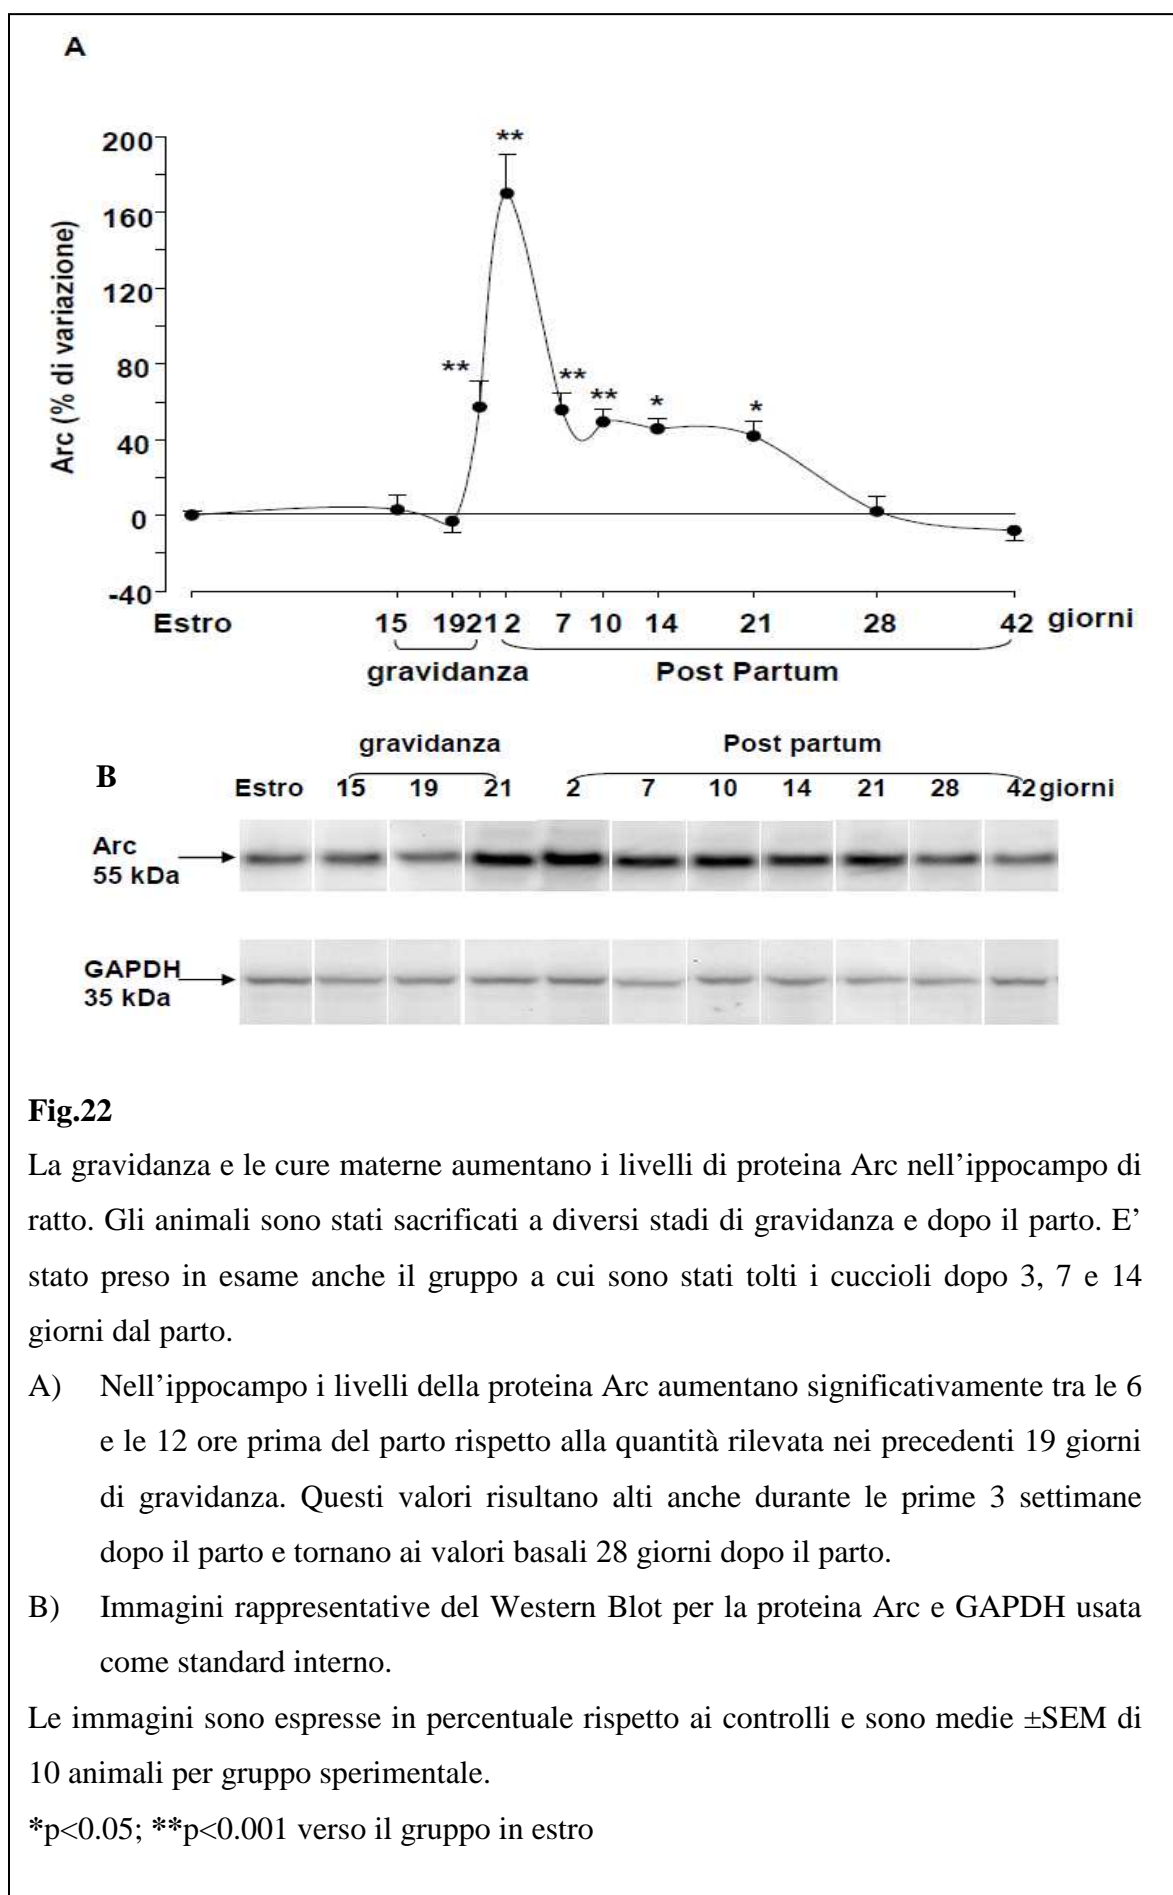 A
**
200
160
**
120
80
**
**
*
*
40
0
-40
Arc (% di variazione)
Estro 15 19 21 2 7 10 14 21 28 42 giorni
gravidanza Post Partum
gravidanza Post partum
B
Estro 15 19 21 2 7 10 14 21 28 42 giorni
Arc
55 kDa
GAPDH
35 kDa
Fig.22
La gravidanza e le cure materne aumentano i livelli di proteina Arc nell’ippocampo di
ratto. Gli animali sono stati sacrificati a diversi stadi di gravidanza e dopo il parto. E’
stato preso in esame anche il gruppo a cui sono stati tolti i cuccioli dopo 3, 7 e 14
giorni dal parto.
A) Nell’ippocampo i livelli della proteina Arc aumentano significativamente tra le 6
e le 12 ore prima del parto rispetto alla quantità rilevata nei precedenti 19 giorni
di gravidanza. Questi valori risultano alti anche durante le prime 3 settimane
dopo il parto e tornano ai valori basali 28 giorni dopo il parto.
B) Immagini rappresentative del Western Blot per la proteina Arc e GAPDH usata
come standard interno.
Le immagini sono espresse in percentuale rispetto ai controlli e sono medie ±SEM di
10 animali per gruppo sperimentale.
*p<0.05; **p<0.001 verso il gruppo in estro